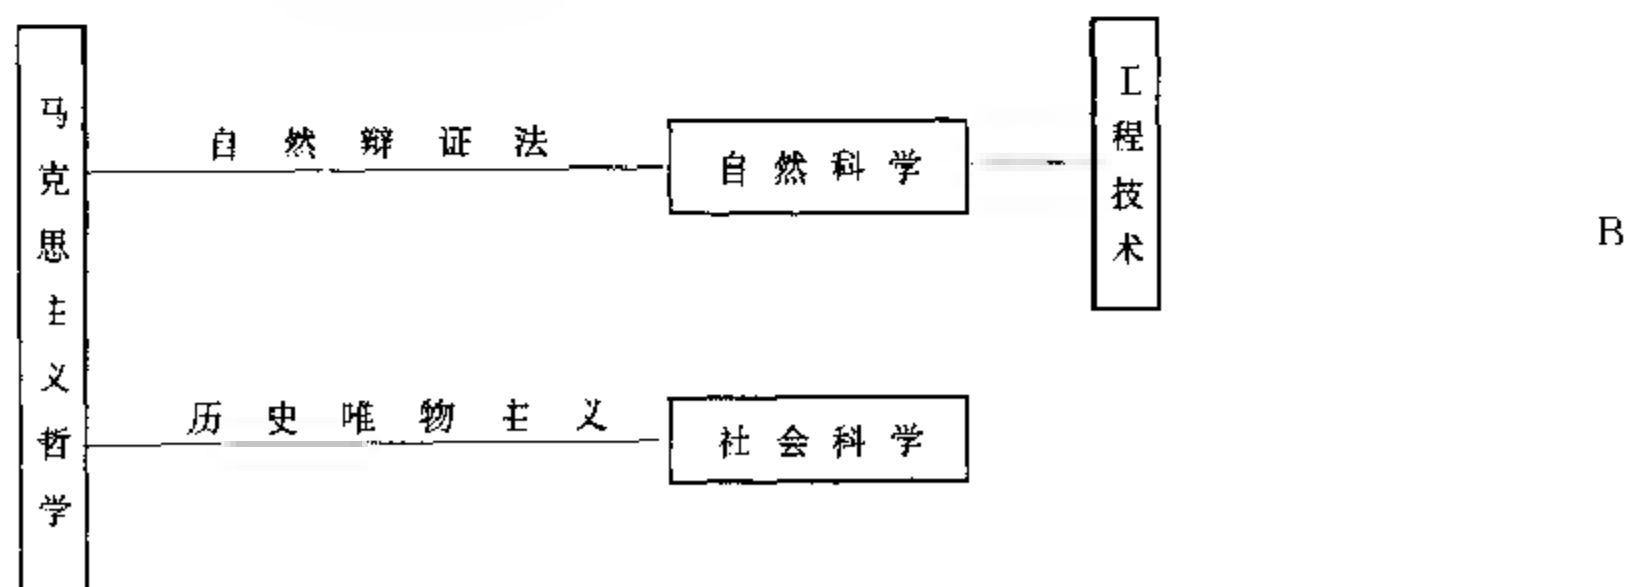 马克思主义哲学
自然辩证法
自然科学
工程技术
B
历史唯物主义
社会科学